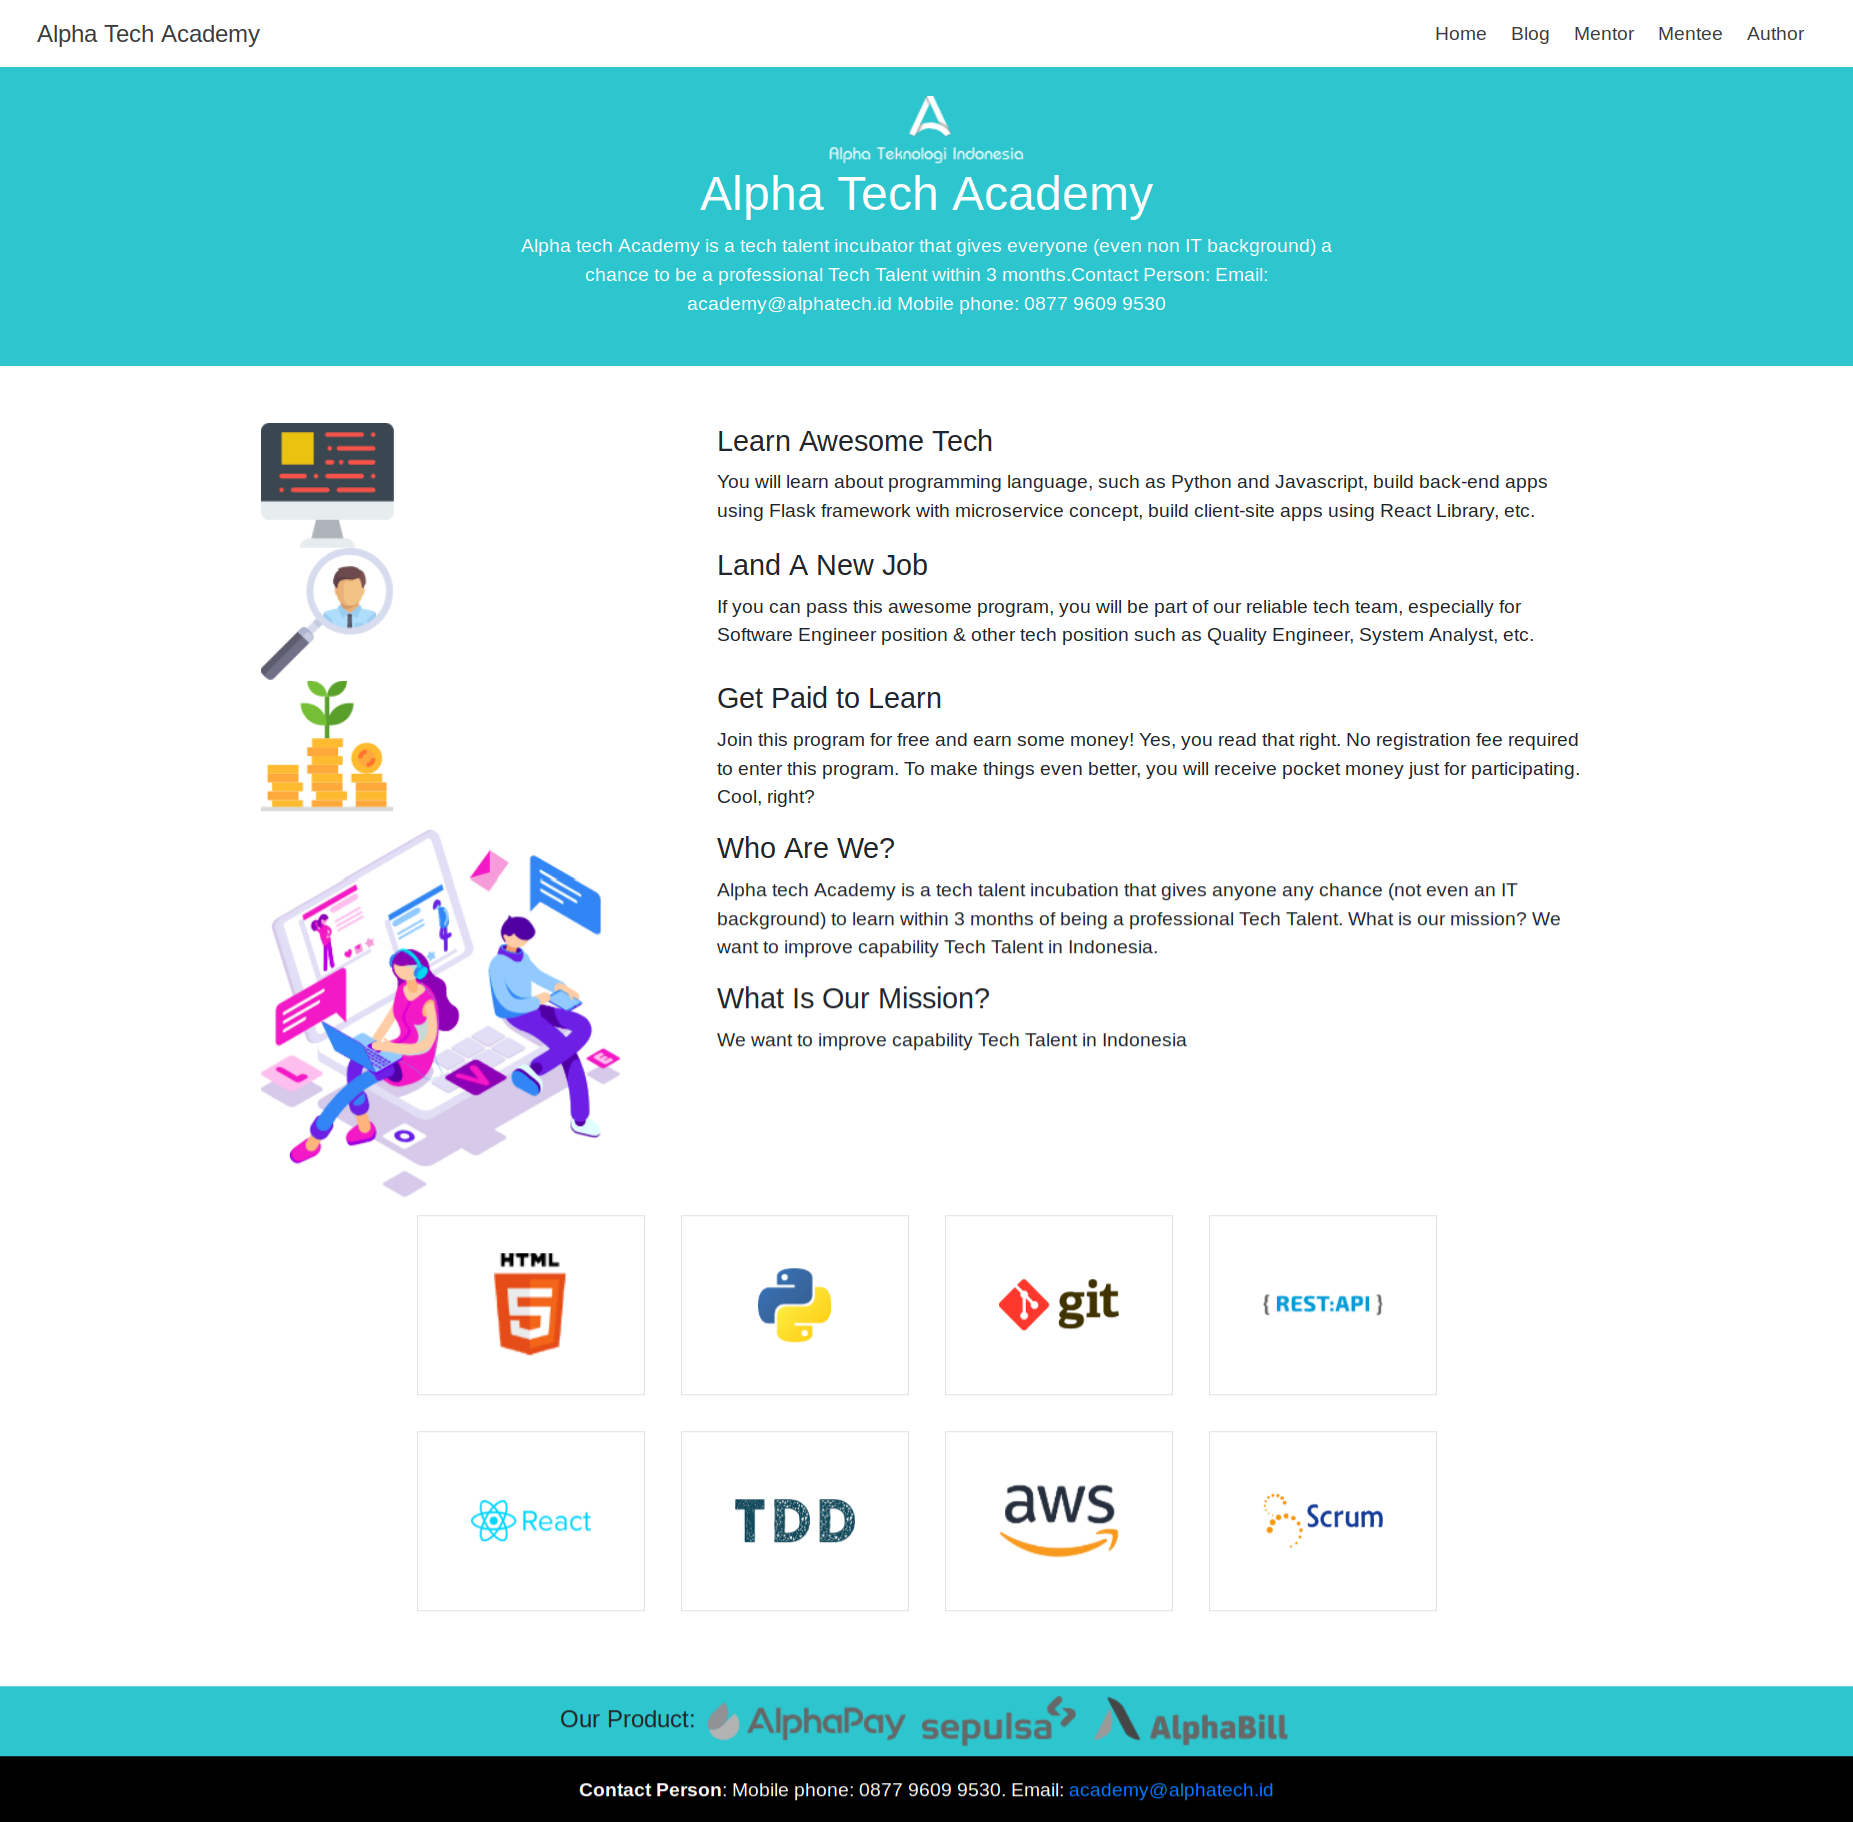 Alpha Tech Academy
Home Blog Mentor Mentee Author
Alpha Teknologi Indonesia
Alpha Tech Academy
Alpha tech Academy is a tech talent incubator that gives everyone (even non IT background) a
chance to be a professional Tech Talent within 3 months.Contact Person: Email:
academy@alphatech.id Mobile phone: 0877 9609 9530
Learn Awesome Tech
You will learn about programming language, such as Python and Javascript, build back-end apps
using Flask framework with microservice concept, build client-site apps using React Library, etc.
Land A New Job
If you can pass this awesome program, you will be part of our reliable tech team, especially for
Software Engineer position & other tech position such as Quality Engineer, System Analyst, etc.
Get Paid to Learn
Join this program for free and earn some money! Yes, you read that right. No registration fee required
to enter this program. To make things even better, you will receive pocket money just for participating.
Cool, right?
Who Are We?
Alpha tech Academy is a tech talent incubation that gives anyone any chance (not even an IT
background) to learn within 3 months of being a professional Tech Talent. What is our mission? We
want to improve capability Tech Talent in Indonesia.
What Is Our Mission?
We want to improve capability Tech Talent in Indonesia
HTML
5
git
{ REST:API }
React
TDD
aws
Scrum
Our Product: AlphaPay sepulsa AlphaBill
Contact Person: Mobile phone: 0877 9609 9530. Email: academy@alphatech.id